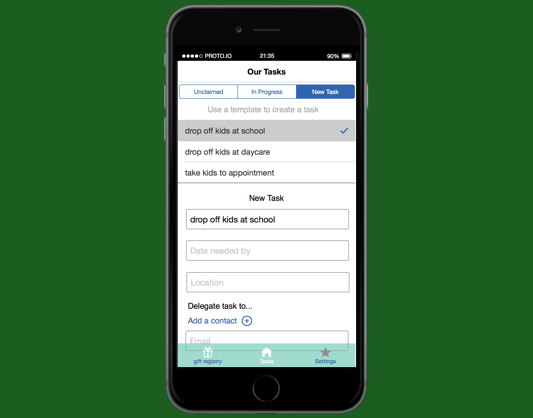 PROTO.IO 21:35 90%
Our Tasks
Unclaimed In Progress New Task
Use a template to create a task
drop off kids at school
drop off kids at daycare
take kids to appointment
New Task
drop off kids at school
Date needed by
Location
Delegate task to...
Add a contact
Email
gift registry Tasks Settings